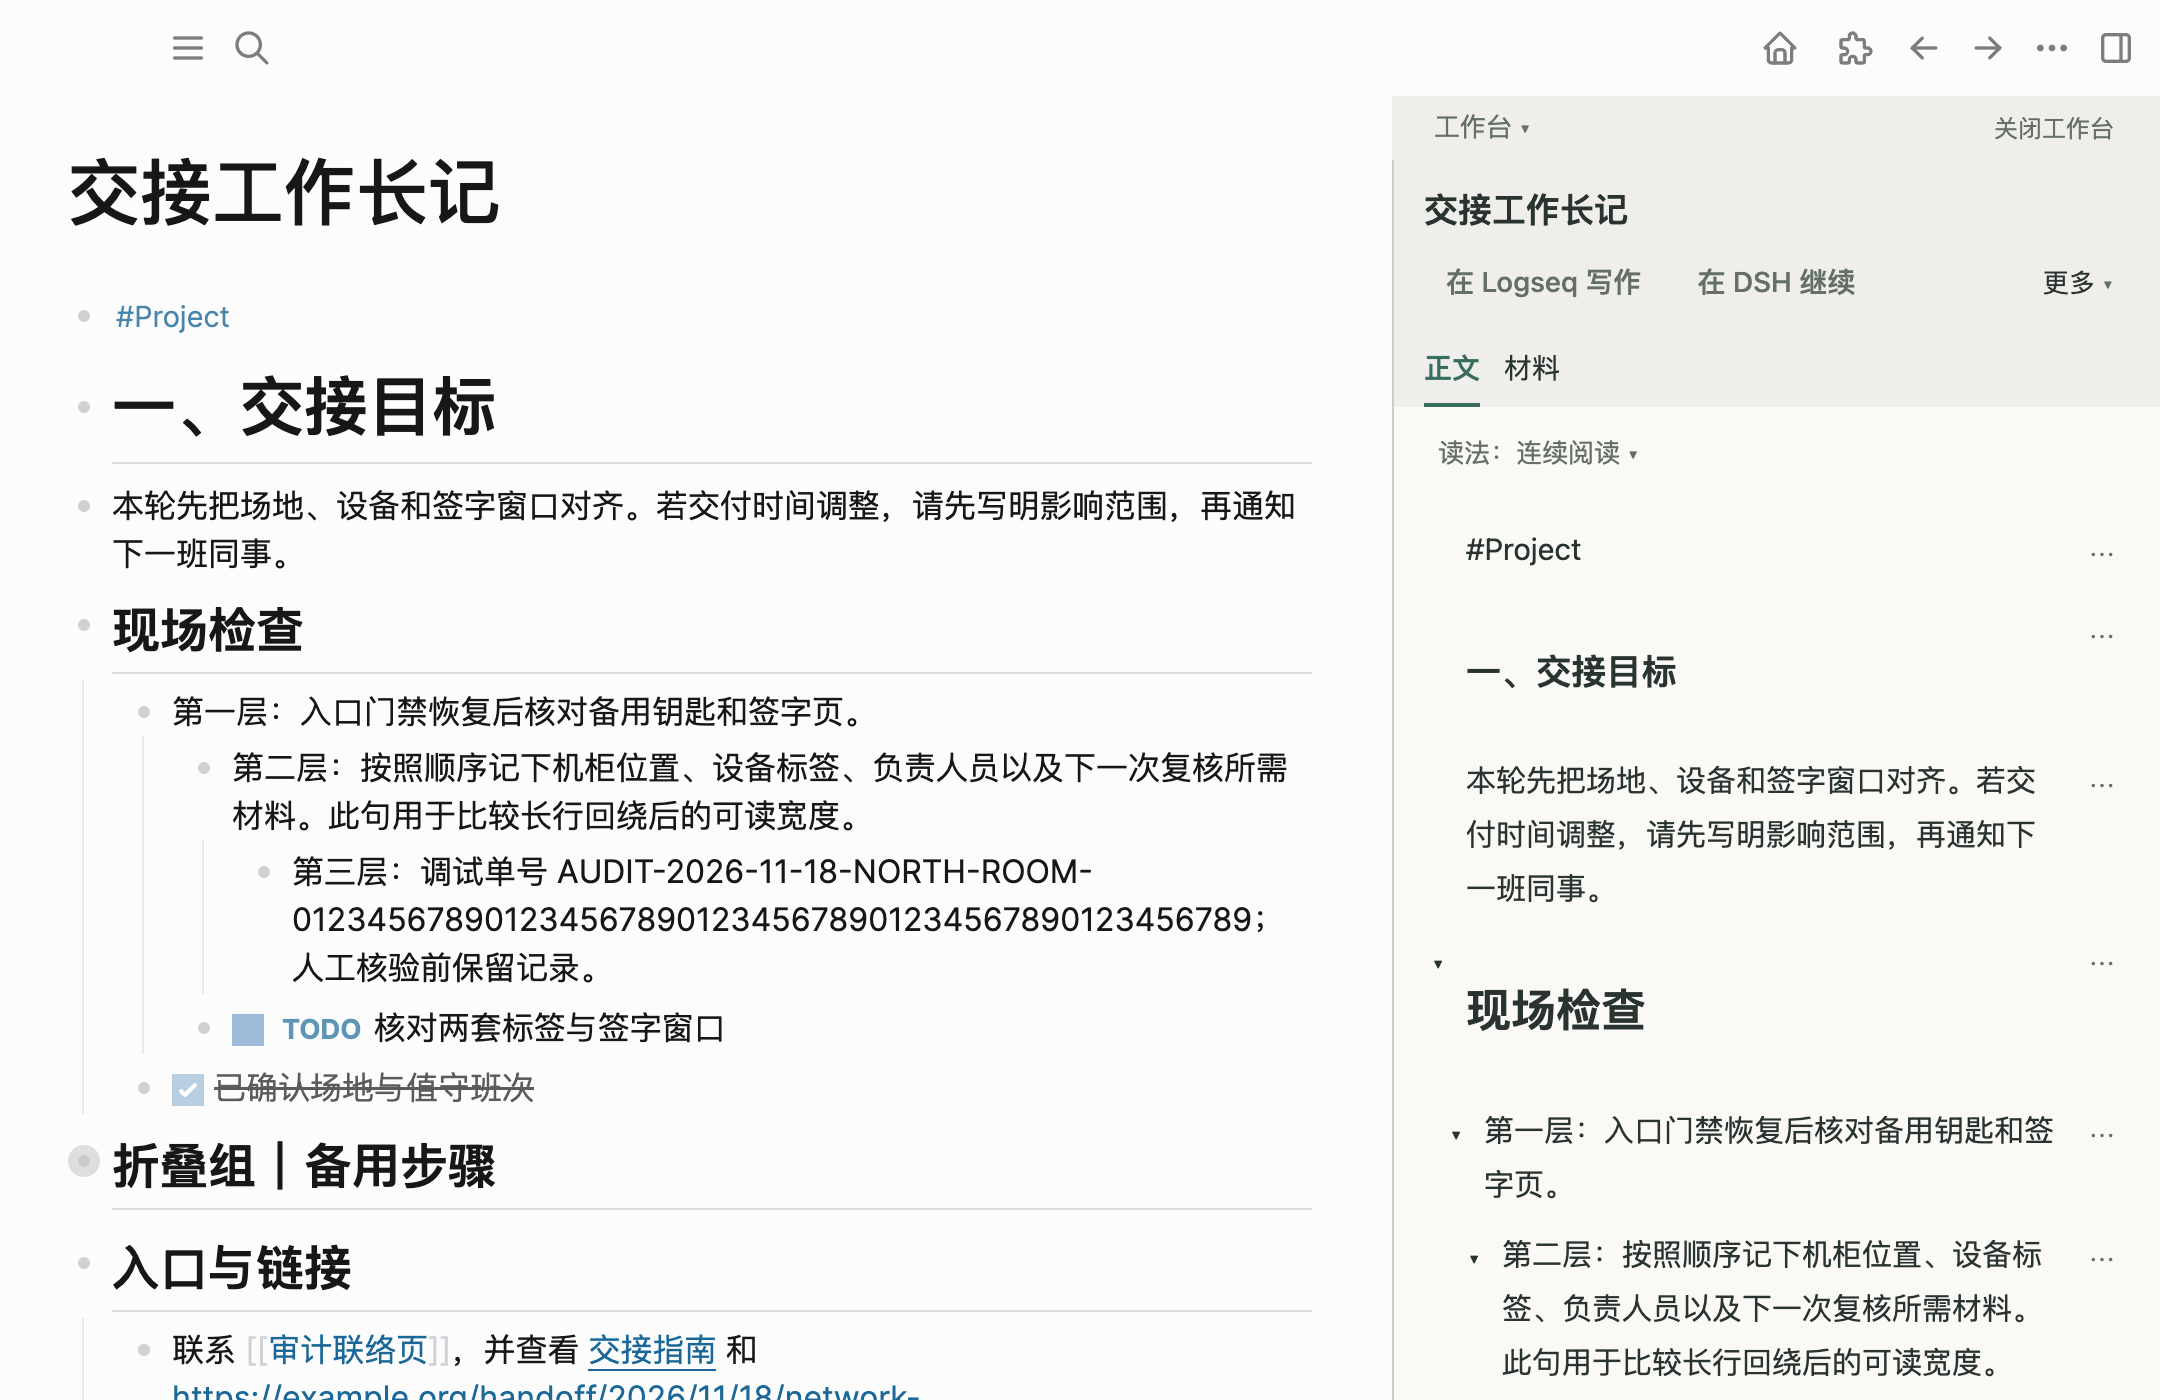 交接工作长记
#Project
一、交接目标
本轮先把场地、设备和签字窗口对齐。若交付时间调整，请先写明影响范围，再通知
下一班同事。
现场检查
第一层：入口门禁恢复后核对备用钥匙和签字页。
第二层：按照顺序记下机柜位置、设备标签、负责人员以及下一次复核所需
材料。此句用于比较长行回绕后的可读宽度。
第三层：调试单号 AUDIT-2026-11-18-NORTH-ROOM-
01234567890123456789012345678901234567890123456789；
人工核验前保留记录。
TODO 核对两套标签与签字窗口
已确认场地与值守班次
折叠组｜备用步骤
入口与链接
联系 [[审计联络页]]，并查看 交接指南 和
https://example.org/handoff/2026/11/18/network-
工作台 ▾
关闭工作台
交接工作长记
在 Logseq 写作 在 DSH 继续 更多 ▾
正文 材料
读法：连续阅读 ▾
#Project ...
...
一、交接目标
本轮先把场地、设备和签字窗口对齐。若交 ...
付时间调整，请先写明影响范围，再通知下
一班同事。
▾ ...
现场检查
▾ 第一层：入口门禁恢复后核对备用钥匙和签 ...
字页。
▾ 第二层：按照顺序记下机柜位置、设备标 ...
签、负责人员以及下一次复核所需材料。
此句用于比较长行回绕后的可读宽度。